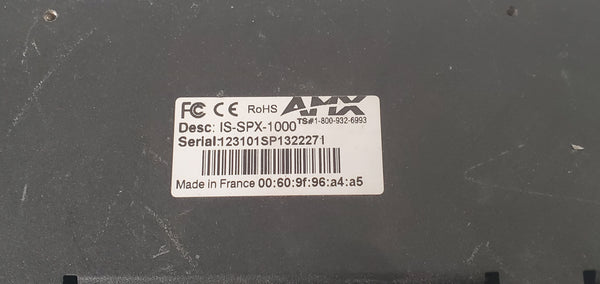 FC CE RoHS AMX
TS#1-800-932-6993
Desc: IS-SPX-1000
Serial:123101SP1322271
Made in France 00:60:9f:96:a4:a5